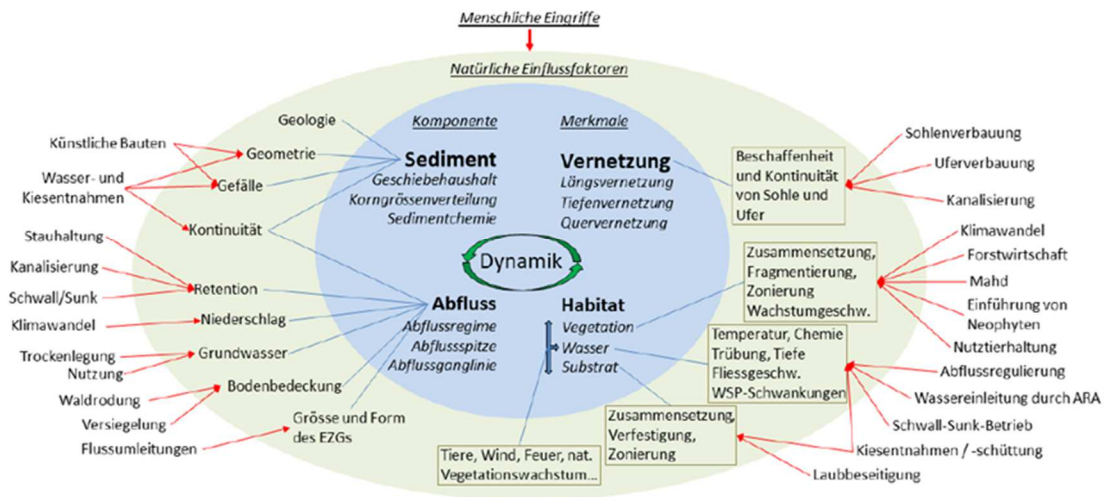 Menschliche Eingriffe
Natürliche Einflussfaktoren
Komponente
Merkmale
Geologie
Künstliche Bauten
Geometrie
Wasser- und
Kiesentnahmen
Gefälle
Kontinuität
Stauhaltung
Kanalisierung
Retention
Schwall/Sunk
Klimawandel
Niederschlag
Trockenlegung
Nutzung
Grundwasser
Waldrodung
Bodenbedeckung
Versiegelung
Flussumleitungen
Grösse und Form
des EZGs
Sediment
Geschiebehaushalt
Korngrössenverteilung
Sedimentchemie
Vernetzung
Längsvernetzung
Tiefenvernetzung
Quervernetzung
Dynamik
Abfluss
Abflussregime
Abflussspitze
Abflussganglinie
Habitat
Vegetation
Wasser
Substrat
Tiere, Wind, Feuer, nat.
Vegetationswachstum...
Beschaffenheit
und Kontinuität
von Sohle und
Ufer
Zusammensetzung,
Fragmentierung,
Zonierung
Wachstumgeschw.
Temperatur, Chemie
Trübung, Tiefe
Fliessgeschw.
WSP-Schwankungen
Zusammensetzung,
Verfestigung,
Zonierung
Sohlenverbauung
Uferverbauung
Kanalisierung
Klimawandel
Forstwirtschaft
Mahd
Einführung von
Neophyten
Nutztierhaltung
Abflussregulierung
Wassereinleitung durch ARA
Schwall-Sunk-Betrieb
Kiesentnahmen / -schüttung
Laubbeseitigung